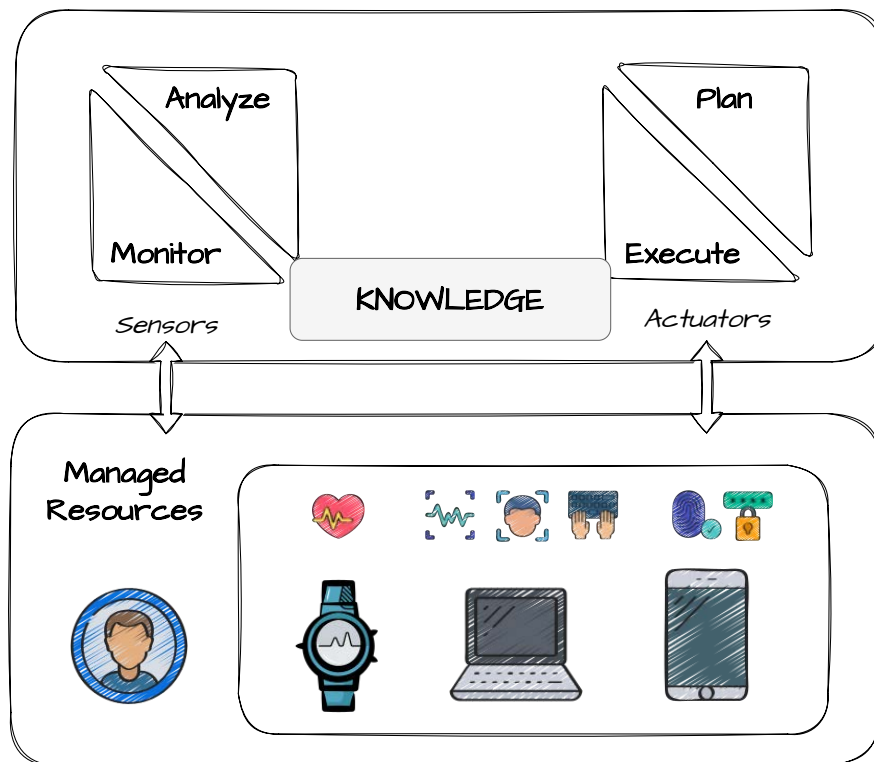 Analyze
Plan
Monitor
Execute
KNOWLEDGE
Sensors
Actuators
Managed
Resources